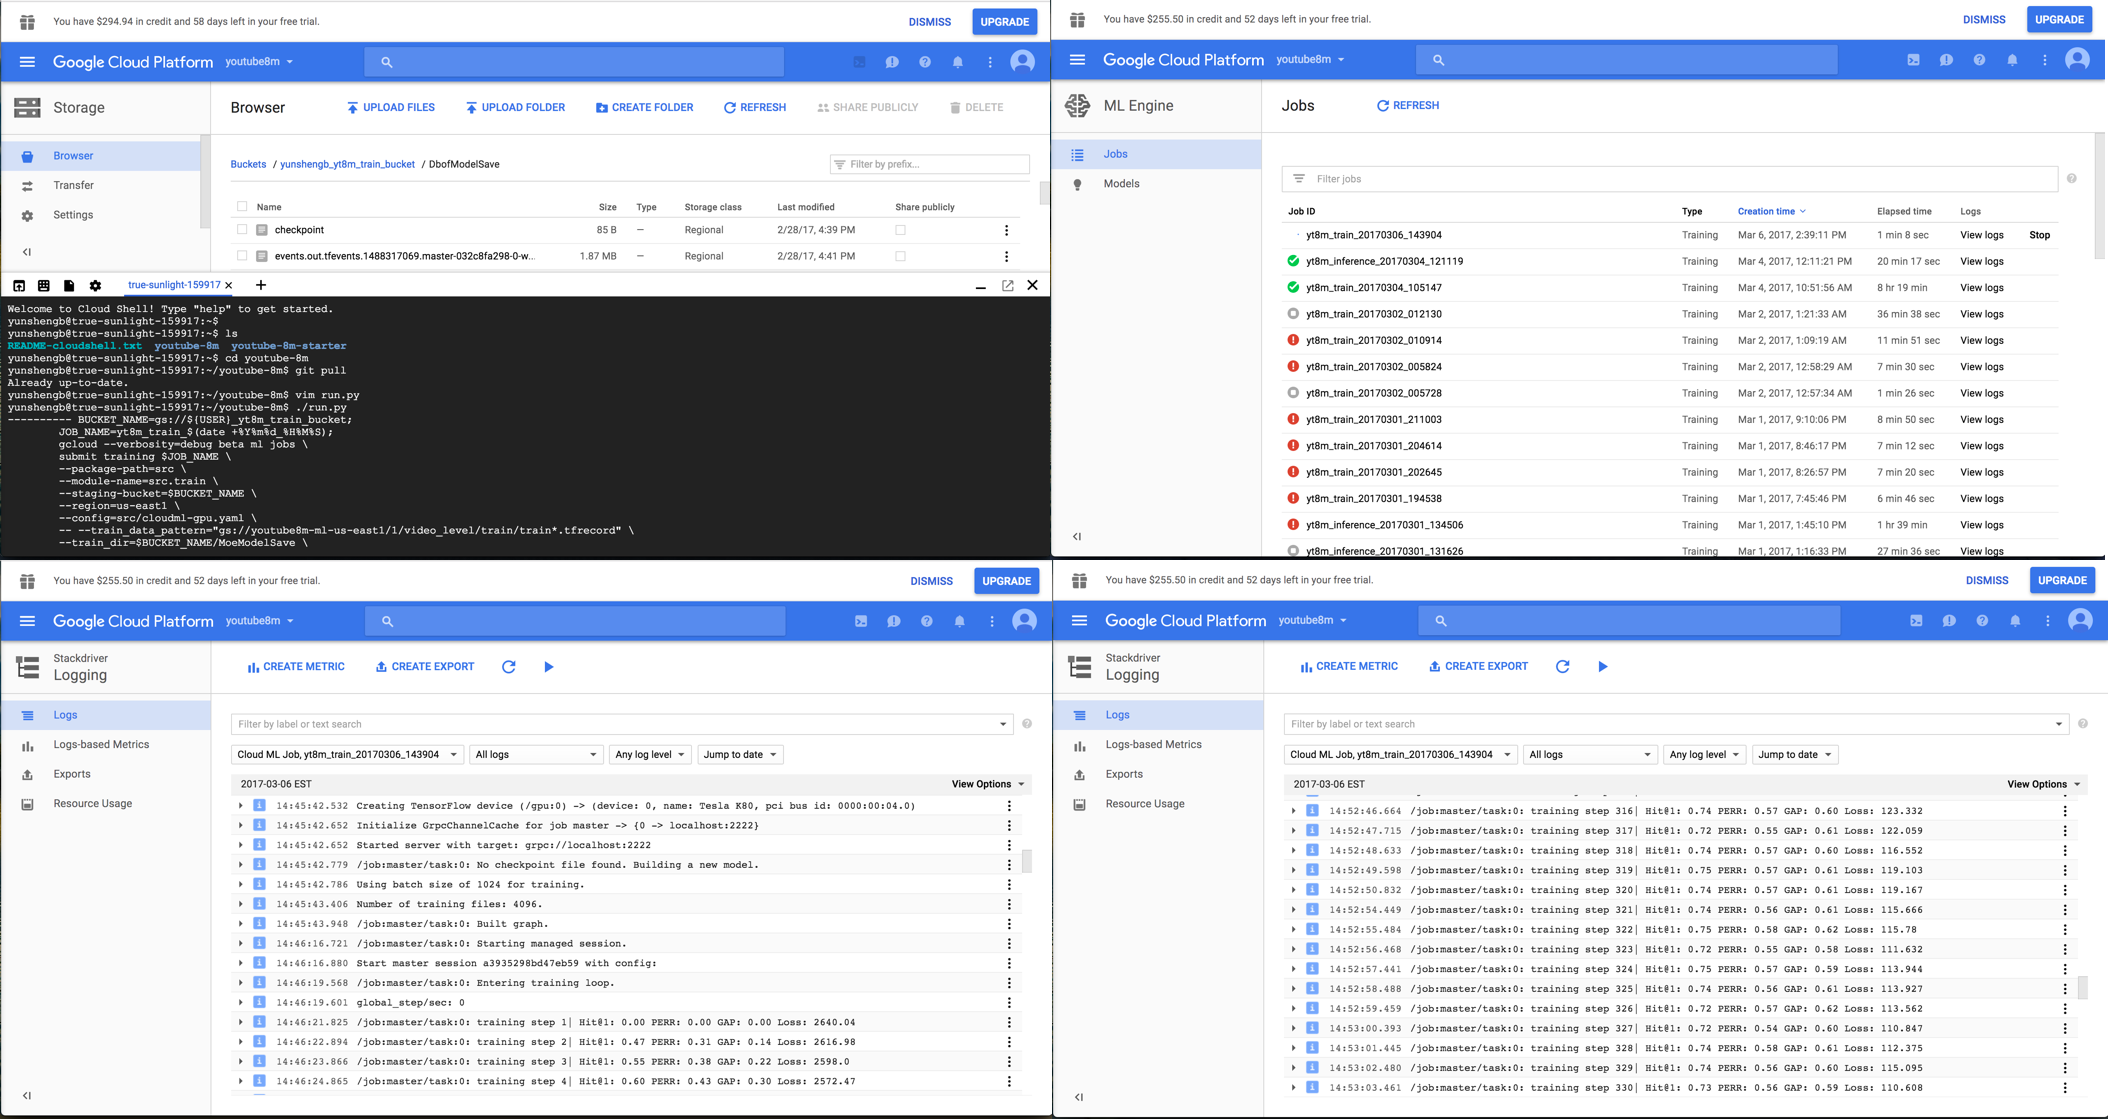 You have $294.94 in credit and 58 days left in your free trial.
DISMISS
UPGRADE
Google Cloud Platform
youtube8m
Storage
Browser
UPLOAD FILES
UPLOAD FOLDER
CREATE FOLDER
REFRESH
SHARE PUBLICLY
DELETE
Browser
Transfer
Settings
Buckets / yunshengb_yt8m_train_bucket / DbofModelSave
Filter by prefix...
Name Size Type Storage class Last modified Share publicly
checkpoint 85 B — Regional 2/28/17, 4:39 PM
events.out.tfevents.1488317069.master-032c8fa298-0-w... 1.87 MB — Regional 2/28/17, 4:41 PM
true-sunlight-159917 × +
Welcome to Cloud Shell! Type "help" to get started.
yunshengb@true-sunlight-159917:~$
yunshengb@true-sunlight-159917:~$ ls
README-cloudshell.txt youtube-8m youtube-8m-starter
yunshengb@true-sunlight-159917:~$ cd youtube-8m
yunshengb@true-sunlight-159917:~/youtube-8m$ git pull
Already up-to-date.
yunshengb@true-sunlight-159917:~/youtube-8m$ vim run.py
yunshengb@true-sunlight-159917:~/youtube-8m$ ./run.py
---------- BUCKET_NAME=gs://${USER}_yt8m_train_bucket;
JOB_NAME=yt8m_train_$(date +%Y%m%d_%H%M%S);
gcloud --verbosity=debug beta ml jobs \
submit training $JOB_NAME \
--package-path=src \
--module-name=src.train \
--staging-bucket=$BUCKET_NAME \
--region=us-east1 \
--config=src/cloudml-gpu.yaml \
-- --train_data_pattern="gs://youtube8m-ml-us-east1/1/video_level/train/train*.tfrecord" \
--train_dir=$BUCKET_NAME/MoeModelSave \
You have $255.50 in credit and 52 days left in your free trial.
DISMISS
UPGRADE
Google Cloud Platform
youtube8m
ML Engine
Jobs
REFRESH
Jobs
Models
Filter jobs
Job ID Type Creation time Elapsed time Logs
yt8m_train_20170306_143904 Training Mar 6, 2017, 2:39:11 PM 1 min 8 sec View logs Stop
yt8m_inference_20170304_121119 Training Mar 4, 2017, 12:11:21 PM 20 min 17 sec View logs
yt8m_train_20170304_105147 Training Mar 4, 2017, 10:51:56 AM 8 hr 19 min View logs
yt8m_train_20170302_012130 Training Mar 2, 2017, 1:21:33 AM 36 min 38 sec View logs
yt8m_train_20170302_010914 Training Mar 2, 2017, 1:09:19 AM 11 min 51 sec View logs
yt8m_train_20170302_005824 Training Mar 2, 2017, 12:58:29 AM 7 min 30 sec View logs
yt8m_train_20170302_005728 Training Mar 2, 2017, 12:57:34 AM 1 min 26 sec View logs
yt8m_train_20170301_211003 Training Mar 1, 2017, 9:10:06 PM 8 min 50 sec View logs
yt8m_train_20170301_204614 Training Mar 1, 2017, 8:46:17 PM 7 min 12 sec View logs
yt8m_train_20170301_202645 Training Mar 1, 2017, 8:26:57 PM 7 min 20 sec View logs
yt8m_train_20170301_194538 Training Mar 1, 2017, 7:45:46 PM 6 min 46 sec View logs
yt8m_inference_20170301_134506 Training Mar 1, 2017, 1:45:10 PM 1 hr 39 min View logs
yt8m_inference_20170301_131626 Training Mar 1, 2017, 1:16:33 PM 27 min 36 sec View logs
You have $255.50 in credit and 52 days left in your free trial.
DISMISS
UPGRADE
Google Cloud Platform
youtube8m
Stackdriver
Logging
CREATE METRIC
CREATE EXPORT
Logs
Logs-based Metrics
Exports
Resource Usage
Filter by label or text search
Cloud ML Job, yt8m_train_20170306_143904
All logs
Any log level
Jump to date
2017-03-06 EST
View Options
14:45:42.532 Creating TensorFlow device (/gpu:0) -> (device: 0, name: Tesla K80, pci bus id: 0000:00:04.0)
14:45:42.652 Initialize GrpcChannelCache for job master -> {0 -> localhost:2222}
14:45:42.652 Started server with target: grpc://localhost:2222
14:45:42.779 /job:master/task:0: No checkpoint file found. Building a new model.
14:45:42.786 Using batch size of 1024 for training.
14:45:43.406 Number of training files: 4096.
14:45:43.948 /job:master/task:0: Built graph.
14:46:16.721 /job:master/task:0: Starting managed session.
14:46:16.880 Start master session a3935298bd47eb59 with config:
14:46:19.568 /job:master/task:0: Entering training loop.
14:46:19.601 global_step/sec: 0
14:46:21.825 /job:master/task:0: training step 1| Hit@1: 0.00 PERR: 0.00 GAP: 0.00 Loss: 2640.04
14:46:22.894 /job:master/task:0: training step 2| Hit@1: 0.47 PERR: 0.31 GAP: 0.14 Loss: 2616.98
14:46:23.866 /job:master/task:0: training step 3| Hit@1: 0.55 PERR: 0.38 GAP: 0.22 Loss: 2598.0
14:46:24.865 /job:master/task:0: training step 4| Hit@1: 0.60 PERR: 0.43 GAP: 0.30 Loss: 2572.47
You have $255.50 in credit and 52 days left in your free trial.
DISMISS
UPGRADE
Google Cloud Platform
youtube8m
Stackdriver
Logging
CREATE METRIC
CREATE EXPORT
Logs
Logs-based Metrics
Exports
Resource Usage
Filter by label or text search
Cloud ML Job, yt8m_train_20170306_143904
All logs
Any log level
Jump to date
2017-03-06 EST
View Options
14:52:46.664 /job:master/task:0: training step 316| Hit@1: 0.74 PERR: 0.57 GAP: 0.60 Loss: 123.332
14:52:47.715 /job:master/task:0: training step 317| Hit@1: 0.72 PERR: 0.55 GAP: 0.61 Loss: 122.059
14:52:48.633 /job:master/task:0: training step 318| Hit@1: 0.74 PERR: 0.57 GAP: 0.60 Loss: 116.552
14:52:49.598 /job:master/task:0: training step 319| Hit@1: 0.75 PERR: 0.57 GAP: 0.61 Loss: 119.103
14:52:50.832 /job:master/task:0: training step 320| Hit@1: 0.74 PERR: 0.57 GAP: 0.61 Loss: 119.167
14:52:54.449 /job:master/task:0: training step 321| Hit@1: 0.74 PERR: 0.56 GAP: 0.61 Loss: 115.666
14:52:55.484 /job:master/task:0: training step 322| Hit@1: 0.75 PERR: 0.58 GAP: 0.62 Loss: 115.78
14:52:56.468 /job:master/task:0: training step 323| Hit@1: 0.72 PERR: 0.55 GAP: 0.58 Loss: 111.632
14:52:57.441 /job:master/task:0: training step 324| Hit@1: 0.75 PERR: 0.57 GAP: 0.59 Loss: 113.944
14:52:58.488 /job:master/task:0: training step 325| Hit@1: 0.74 PERR: 0.56 GAP: 0.61 Loss: 113.927
14:52:59.459 /job:master/task:0: training step 326| Hit@1: 0.72 PERR: 0.57 GAP: 0.62 Loss: 113.562
14:53:00.393 /job:master/task:0: training step 327| Hit@1: 0.72 PERR: 0.54 GAP: 0.60 Loss: 110.847
14:53:01.445 /job:master/task:0: training step 328| Hit@1: 0.74 PERR: 0.58 GAP: 0.61 Loss: 112.375
14:53:02.480 /job:master/task:0: training step 329| Hit@1: 0.74 PERR: 0.56 GAP: 0.60 Loss: 115.095
14:53:03.461 /job:master/task:0: training step 330| Hit@1: 0.73 PERR: 0.56 GAP: 0.59 Loss: 110.608